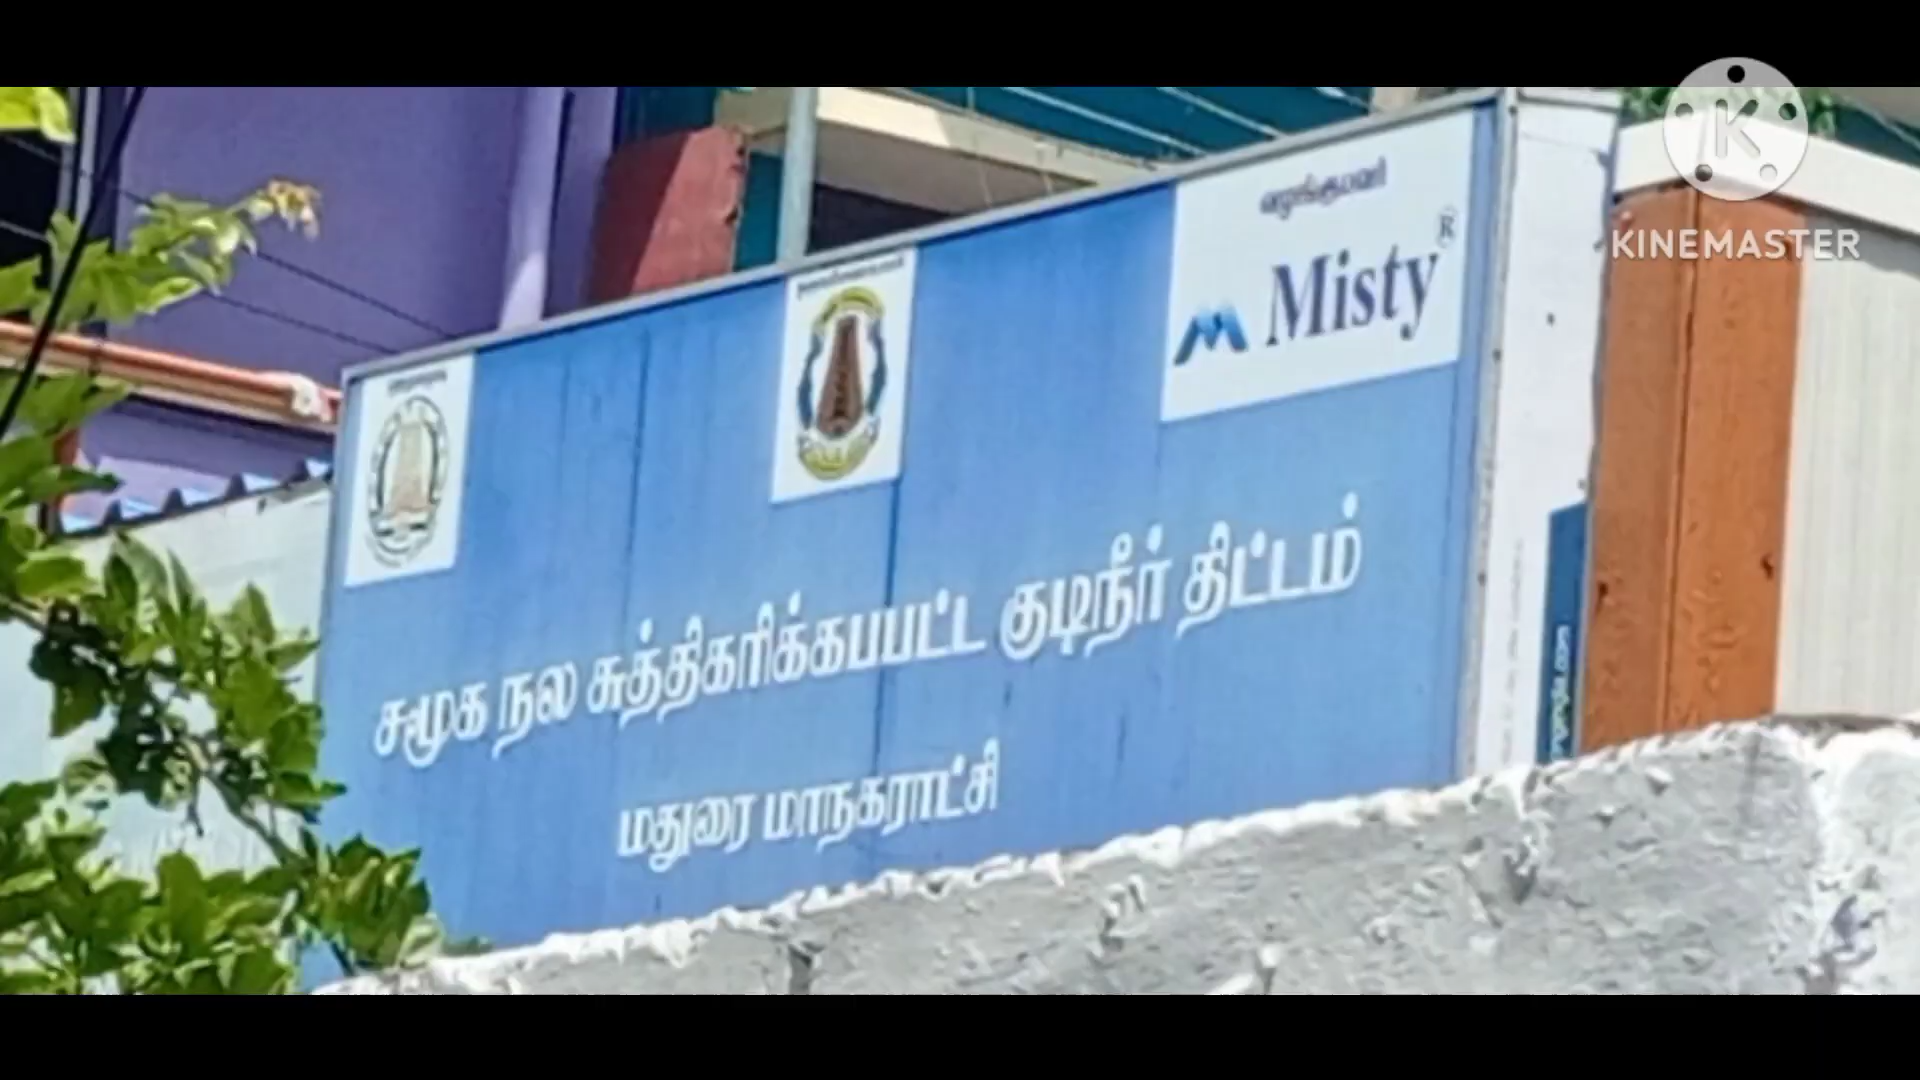 வழங்குபவர்
Misty®
சமூக நல சுத்திகரிக்கபபட்ட குடிநீர் திட்டம்
மதுரை மாநகராட்சி
KINEMASTER